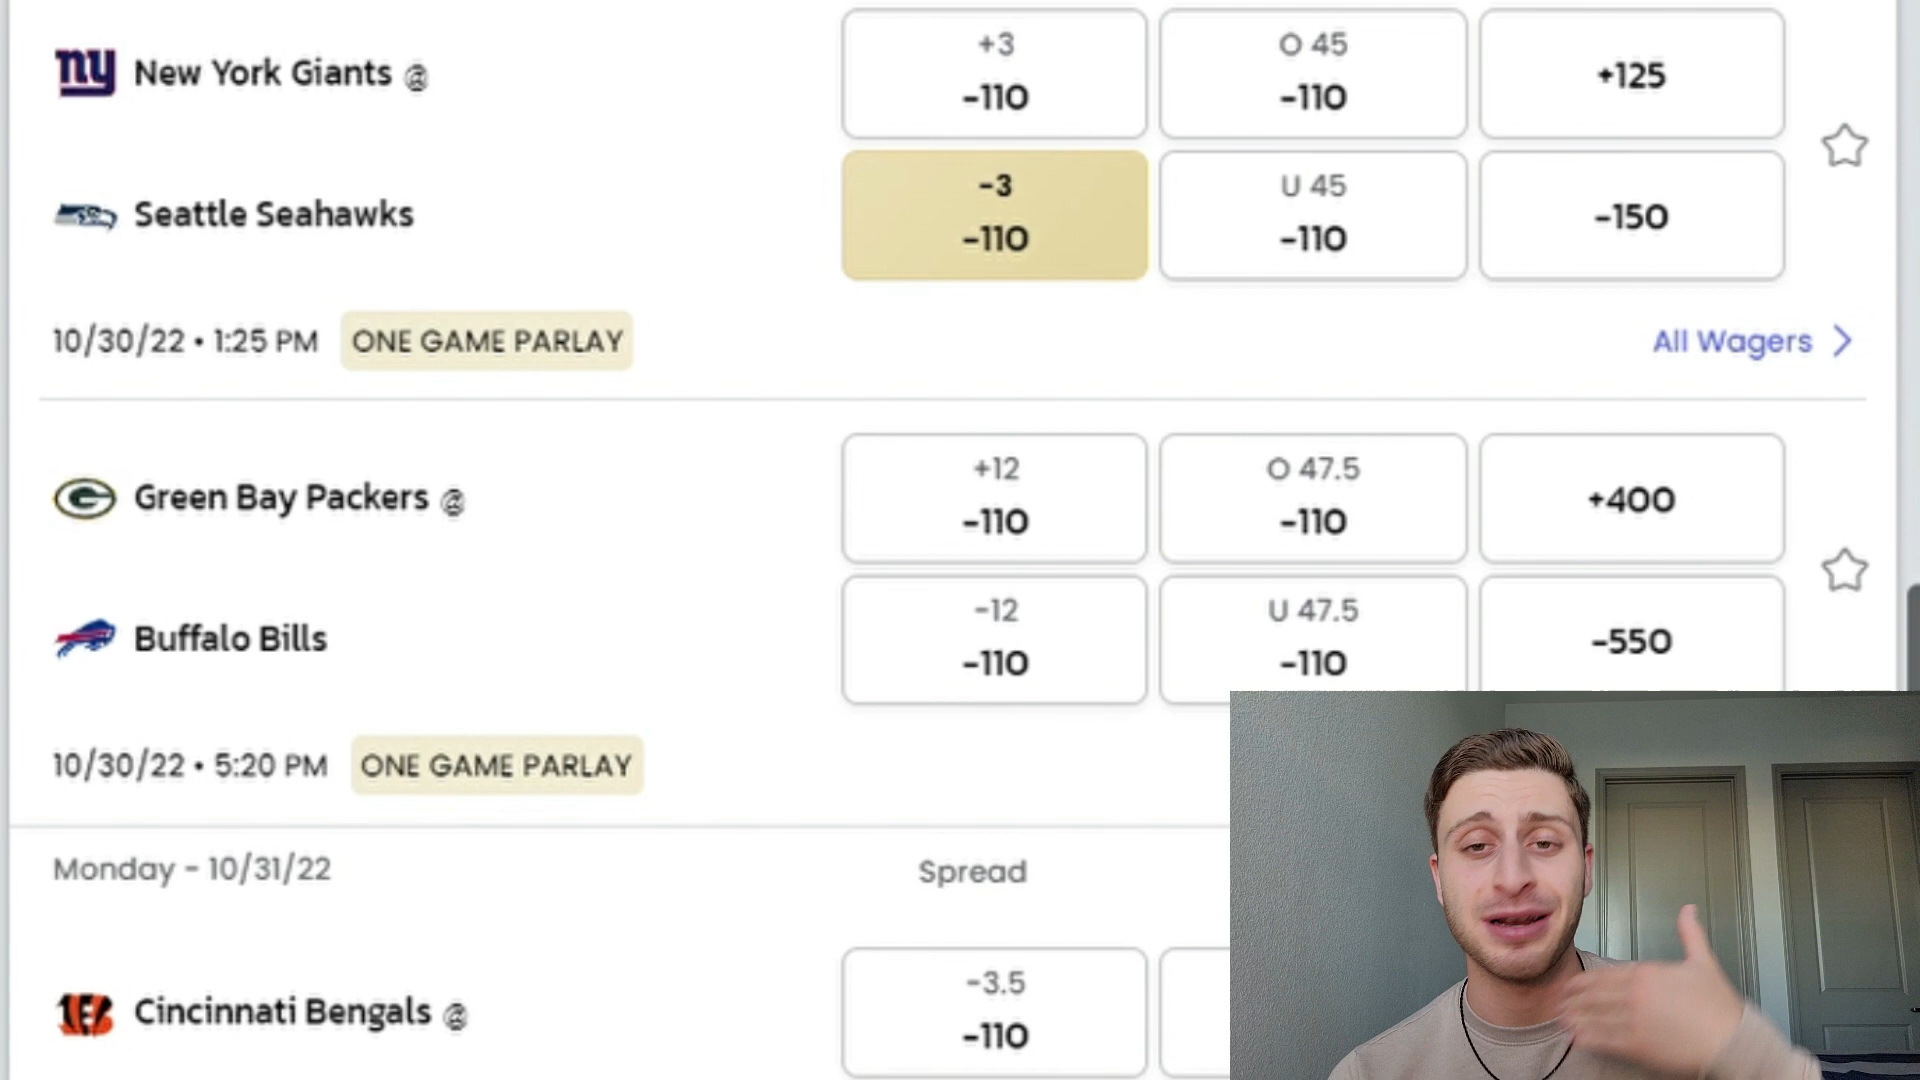 +3 O 45
New York Giants @ -110 -110 +125
-3 U 45
Seattle Seahawks -110 -110 -150
10/30/22 • 1:25 PM ONE GAME PARLAY All Wagers
+12 O 47.5
Green Bay Packers @ -110 -110 +400
-12 U 47.5
Buffalo Bills -110 -110 -550
10/30/22 • 5:20 PM ONE GAME PARLAY
Monday - 10/31/22 Spread
-3.5
Cincinnati Bengals @ -110